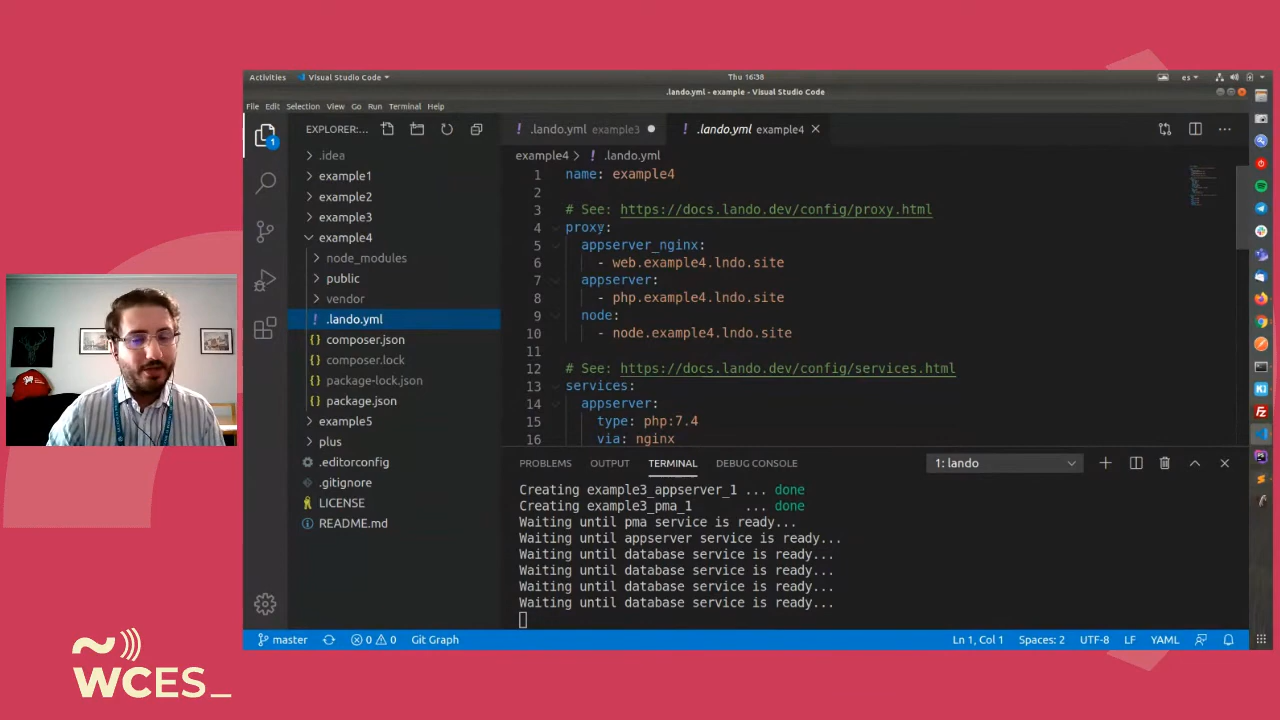 Activities
Visual Studio Code
Thu 16:38
es
.lando.yml - example - Visual Studio Code
File Edit Selection View Go Run Terminal Help
1
EXPLORER:...
.idea
example1
example2
example3
example4
node_modules
public
vendor
.lando.yml
composer.json
composer.lock
package-lock.json
package.json
example5
plus
.editorconfig
.gitignore
LICENSE
README.md
.lando.yml example3
.lando.yml example4
example4 > ! .lando.yml
1 name: example4
2
3 # See: https://docs.lando.dev/config/proxy.html
4 proxy:
5 appserver_nginx:
6 - web.example4.lndo.site
7 appserver:
8 - php.example4.lndo.site
9 node:
10 - node.example4.lndo.site
11
12 # See: https://docs.lando.dev/config/services.html
13 services:
14 appserver:
15 type: php:7.4
16 via: nginx
PROBLEMS OUTPUT TERMINAL DEBUG CONSOLE
1: lando
Creating example3_appserver_1 ... done
Creating example3_pma_1 ... done
Waiting until pma service is ready...
Waiting until appserver service is ready...
Waiting until database service is ready...
Waiting until database service is ready...
Waiting until database service is ready...
Waiting until database service is ready...
master
0 0
Git Graph
Ln 1, Col 1
Spaces: 2
UTF-8
LF
YAML
WCES_